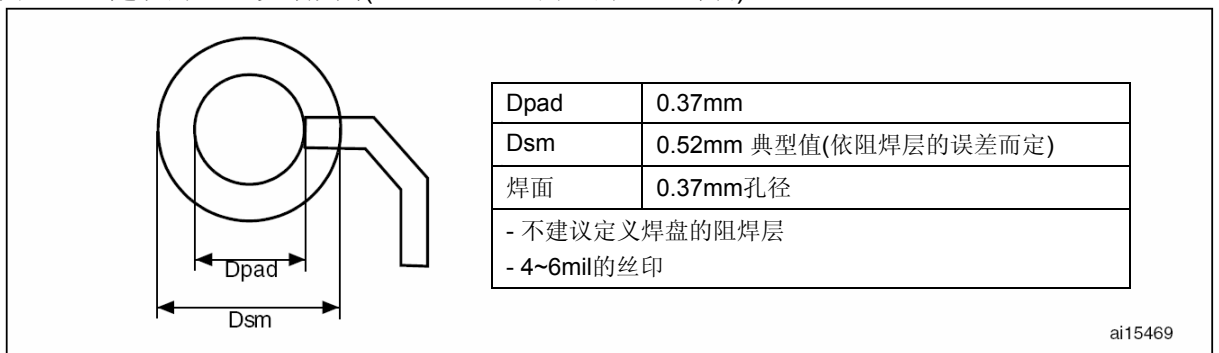 Dpad 0.37mm
Dsm 0.52mm 典型值(依阻焊层的误差而定)
焊面 0.37mm孔径
- 不建议定义焊盘的阻焊层
- 4~6mil的丝印
Dpad
Dsm
ai15469